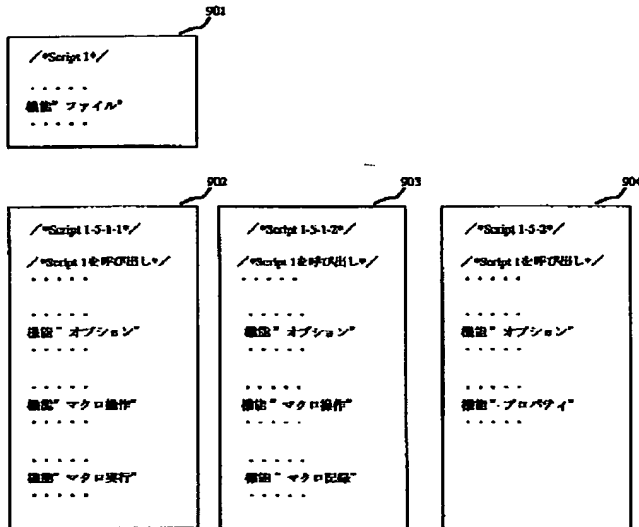 901
/*Script 1*/
・・・・・
機能”ファイル”
・・・・・
902
/*Script 1-5-1-1*/
/*Script 1を呼び出し*/
・・・・・
・・・・・
機能”オプション”
・・・・・
・・・・・
機能”マクロ操作”
・・・・・
・・・・・
機能”マクロ実行”
・・・・・
903
/*Script 1-5-1-2*/
/*Script 1を呼び出し*/
・・・・・
・・・・・
機能”オプション”
・・・・・
・・・・・
機能”マクロ操作”
・・・・・
・・・・・
機能”マクロ記録”
・・・・・
904
/*Script 1-5-2*/
/*Script 1を呼び出し*/
・・・・・
・・・・・
機能”オプション”
・・・・・
・・・・・
機能”プロパティ”
・・・・・